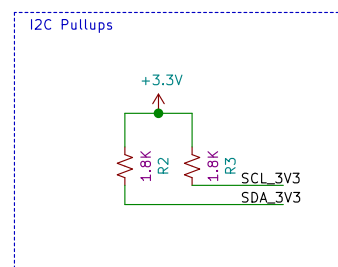 I2C Pullups
+3.3V
1.8K
R2
1.8K
R3
SCL_3V3
SDA_3V3